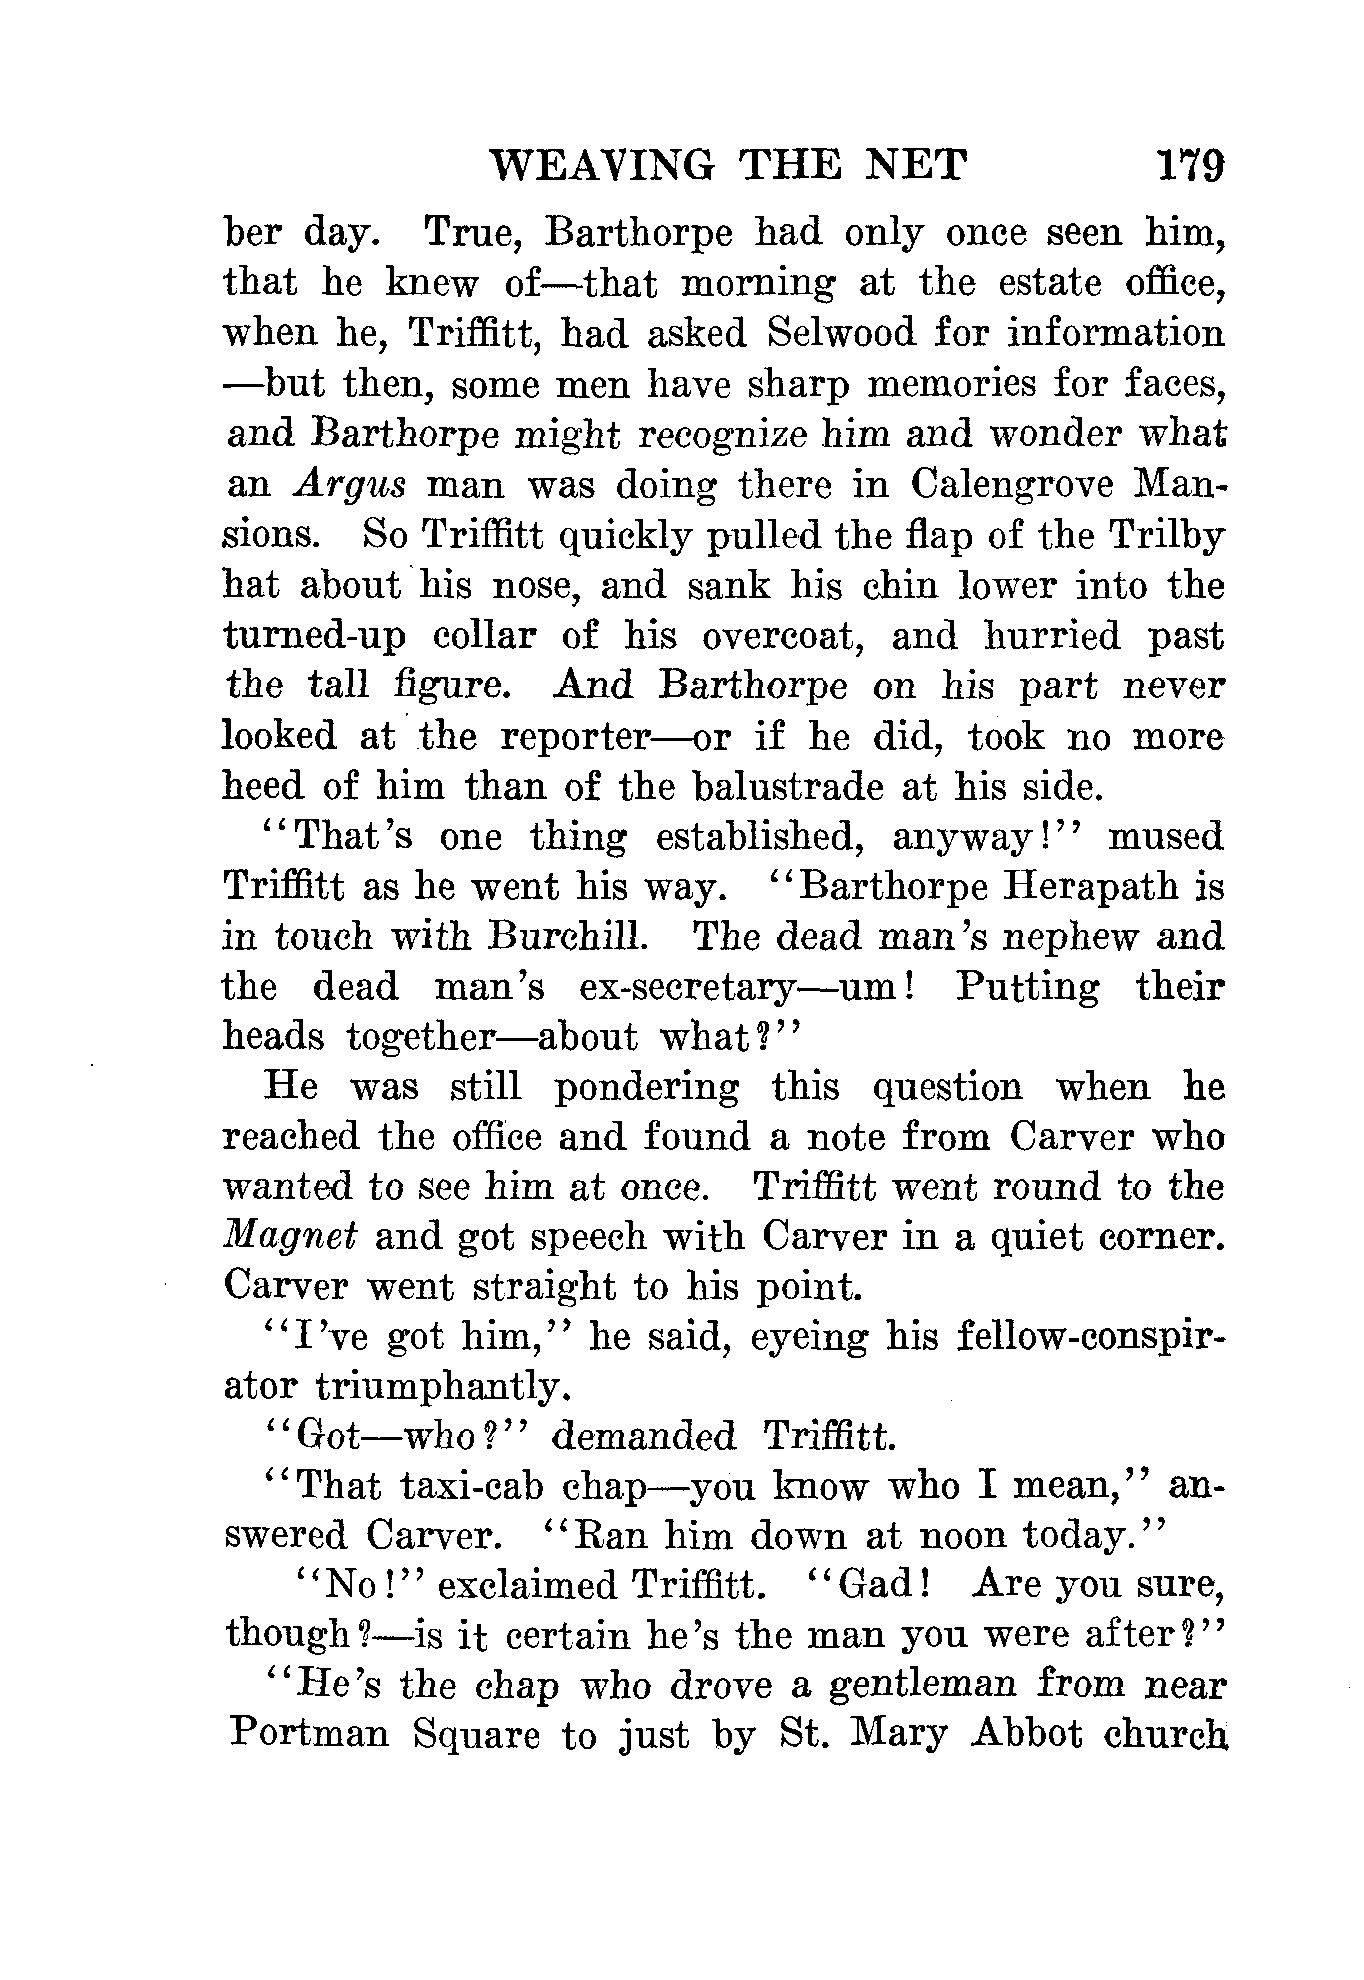 WEAVING THE NET 179
ber day. True, Barthorpe had only once seen him,
that he knew of—that morning at the estate office,
when he, Triffitt, had asked Selwood for information
—but then, some men have sharp memories for faces,
and Barthorpe might recognize him and wonder what
an Argus man was doing there in Calengrove Man-
sions. So Triffitt quickly pulled the flap of the Trilby
hat about his nose, and sank his chin lower into the
turned-up collar of his overcoat, and hurried past
the tall figure. And Barthorpe on his part never
looked at the reporter—or if he did, took no more
heed of him than of the balustrade at his side.
"That's one thing established, anyway!" mused
Triffitt as he went his way. "Barthorpe Herapath is
in touch with Burchill. The dead man's nephew and
the dead man's ex-secretary—um! Putting their
heads together—about what?"
He was still pondering this question when he
reached the office and found a note from Carver who
wanted to see him at once. Triffitt went round to the
Magnet and got speech with Carver in a quiet corner.
Carver went straight to his point.
"I've got him," he said, eyeing his fellow-conspir-
ator triumphantly.
"Got—who?" demanded Triffitt.
"That taxi-cab chap—you know who I mean," an-
swered Carver. "Ran him down at noon today."
"No!" exclaimed Triffitt. "Gad! Are you sure,
though?—is it certain he's the man you were after?"
"He's the chap who drove a gentleman from near
Portman Square to just by St. Mary Abbot church